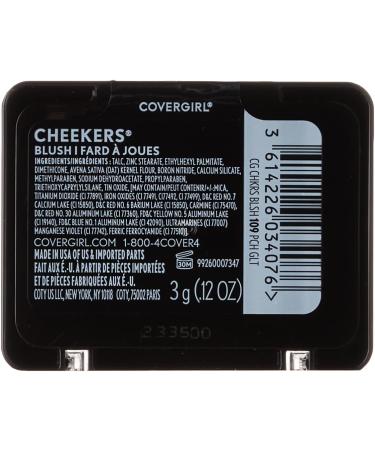 COVERGIRL®
CHEEKERS®
BLUSH I FARD À JOUES
INGREDIENTS/INGRÉDIENTS: TALC, ZINC STEARATE, ETHYLHEXYL PALMITATE,
DIMETHICONE, AVENA SATIVA (OAT) KERNEL FLOUR, BORON NITRIDE, CALCIUM SILICATE,
METHYLPARABEN, SODIUM DEHYDROACETATE, PROPYLPARABEN,
TRIETHOXYCAPRYLYLSILANE, TIN OXIDE, [MAY CONTAIN/PEUT CONTENIR/+/-:MICA,
TITANIUM DIOXIDE (CI 77891), IRON OXIDES (CI 77491, CI 77492, CI 77499), D&C RED NO.7
CALCIUM LAKE (CI 15850), D&C RED NO. 6 BARIUM LAKE (CI 15850), CARMINE (CI 75470),
D&C RED NO. 30 ALUMINUM LAKE (CI 77360), FD&C YELLOW NO. 5 ALUMINUM LAKE
(CI 19140), FD&C BLUE NO. 1 ALUMINUM LAKE (CI 42090), ULTRAMARINES (CI 77007)
MANGANESE VIOLET (CI 77742), FERRIC FERROCYANIDE (CI 77510)]
COVERGIRL.COM 1-800-4COVER4
MADE IN USA OF US & IMPORTED PARTS
FAIT AUX É.-U. À PARTIR DE PIÈCES IMPORTÉES
ET DE PIÈCES FABRIQUÉES AUX É.-U.
COTY US LLC, NEW YORK, NY 10118 COTY, 75002 PARIS
30M
99260007347
3 g (.12 OZ)
3 614226 034076 >
CG CHKRS BLUSH 109 PCH GLT
233500